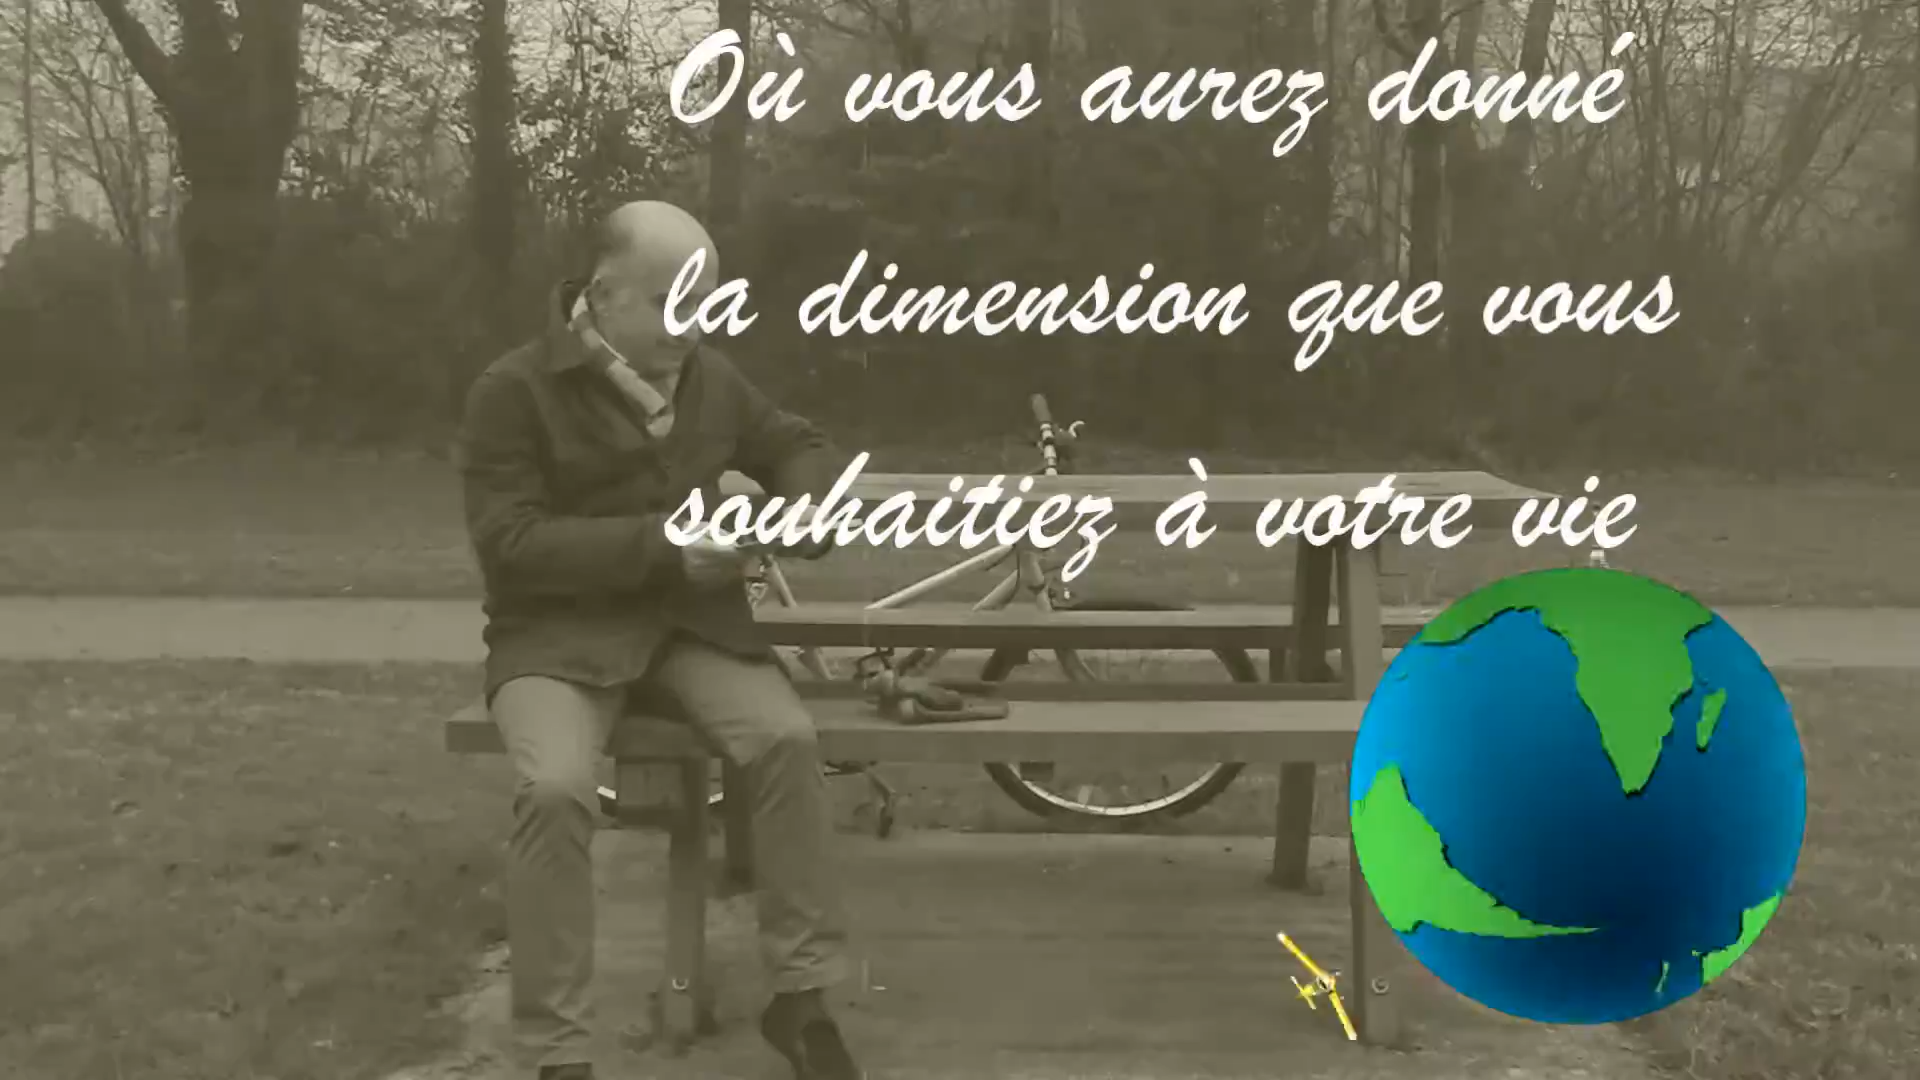 Où vous aurez donné
la dimension que vous
souhaitiez à votre vie